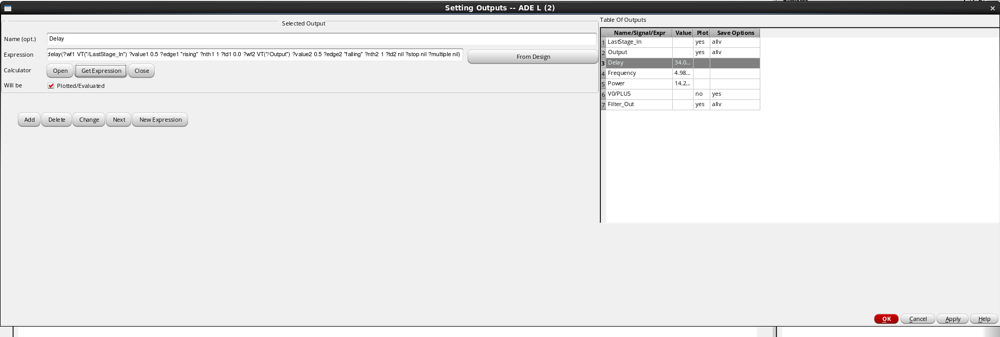 Setting Outputs -- ADE L (2)
Selected Output
Name (opt.) Delay
Expression delay(?wf1 VT("/LastStage_In") ?value1 0.5 ?edge1 "rising" ?nth1 1 ?td1 0.0 ?wf2 VT("/Output") ?value2 0.5 ?edge2 "falling" ?nth2 1 ?td2 nil ?stop nil ?multiple nil) From Design
Calculator Open Get Expression Close
Will be Plotted/Evaluated
Add Delete Change Next New Expression
Table Of Outputs
Name/Signal/Expr Value Plot Save Options
1 LastStage_In yes allv
2 Output yes allv
3 Delay 34.0...
4 Frequency 4.98...
5 Power 14.2...
6 V0/PLUS no yes
7 Filter_Out yes allv
OK Cancel Apply Help